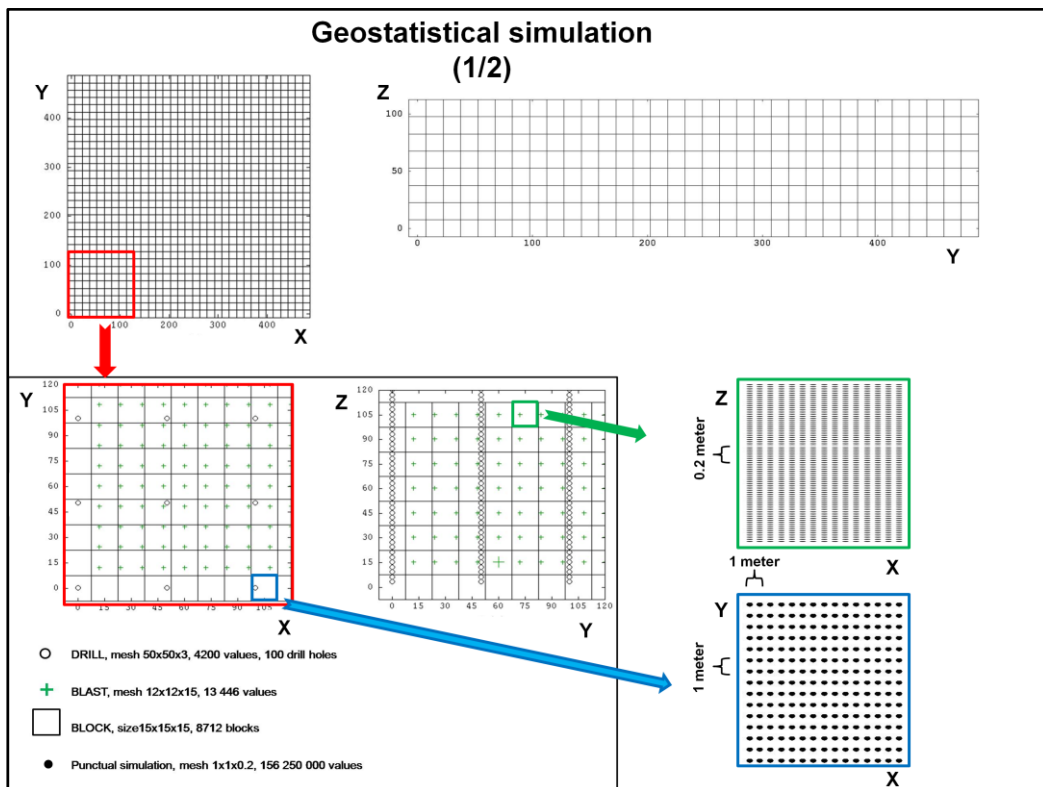 Geostatistical simulation
(1/2)
Y
400
300
200
100
0
0 100 200 300 400
X
Z
100
50
0
0 100 200 300 400
Y
Y
120
105
90
75
60
45
30
15
0
0 15 30 45 60 75 90 105
X
Z
120
105
90
75
60
45
30
15
0
0 15 30 45 60 75 90 105 120
Y
Z
0.2 meter
X
1 meter
Y
1 meter
X
DRILL, mesh 50x50x3, 4200 values, 100 drill holes
BLAST, mesh 12x12x15, 13 446 values
BLOCK, size15x15x15, 8712 blocks
Punctual simulation, mesh 1x1x0.2, 156 250 000 values